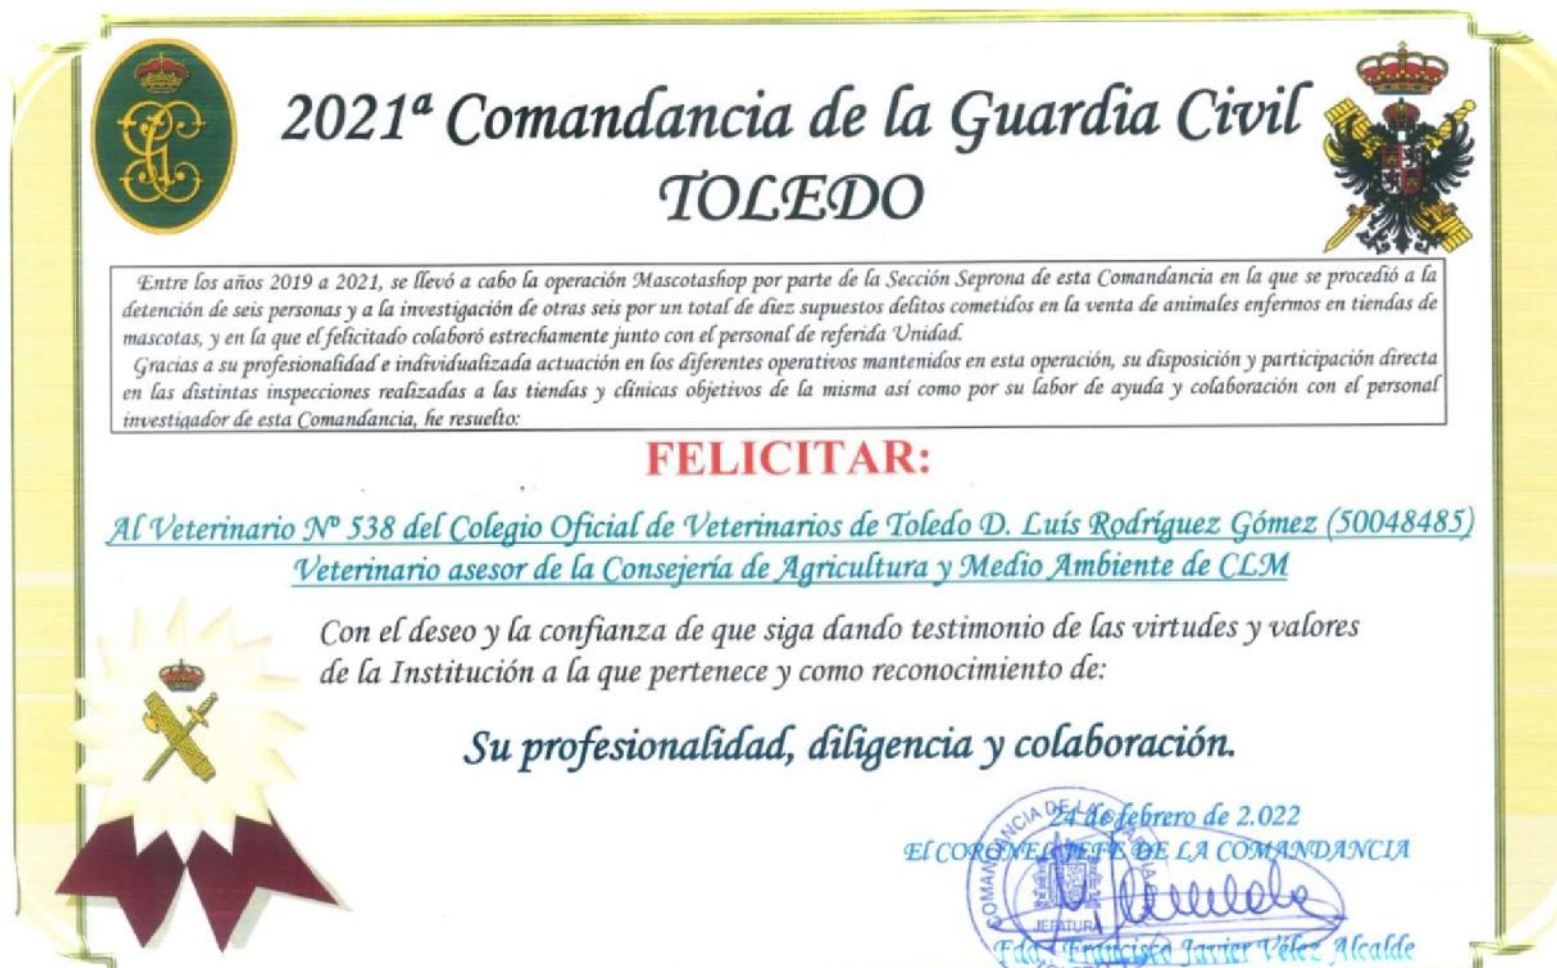 2021ª Comandancia de la Guardia Civil
TOLEDO
Entre los años 2019 a 2021, se llevó a cabo la operación Mascotashop por parte de la Sección Seprona de esta Comandancia en la que se procedió a la
detención de seis personas y a la investigación de otras seis por un total de diez supuestos delitos cometidos en la venta de animales enfermos en tiendas de
mascotas, y en la que el felicitado colaboró estrechamente junto con el personal de referida Unidad.
Gracias a su profesionalidad e individualizada actuación en los diferentes operativos mantenidos en esta operación, su disposición y participación directa
en las distintas inspecciones realizadas a las tiendas y clínicas objetivos de la misma así como por su labor de ayuda y colaboración con el personal
investigador de esta Comandancia, he resuelto:
FELICITAR:
Al Veterinario Nº 538 del Colegio Oficial de Veterinarios de Toledo D. Luís Rodríguez Gómez (50048485)
Veterinario asesor de la Consejería de Agricultura y Medio Ambiente de CLM
Con el deseo y la confianza de que siga dando testimonio de las virtudes y valores
de la Institución a la que pertenece y como reconocimiento de:
Su profesionalidad, diligencia y colaboración.
24 de febrero de 2.022
El CORONEL JEFE DE LA COMANDANCIA
COMANDANCIA DE LA
JEFATURA
Fdo.: Francisco Javier Vélez Alcalde